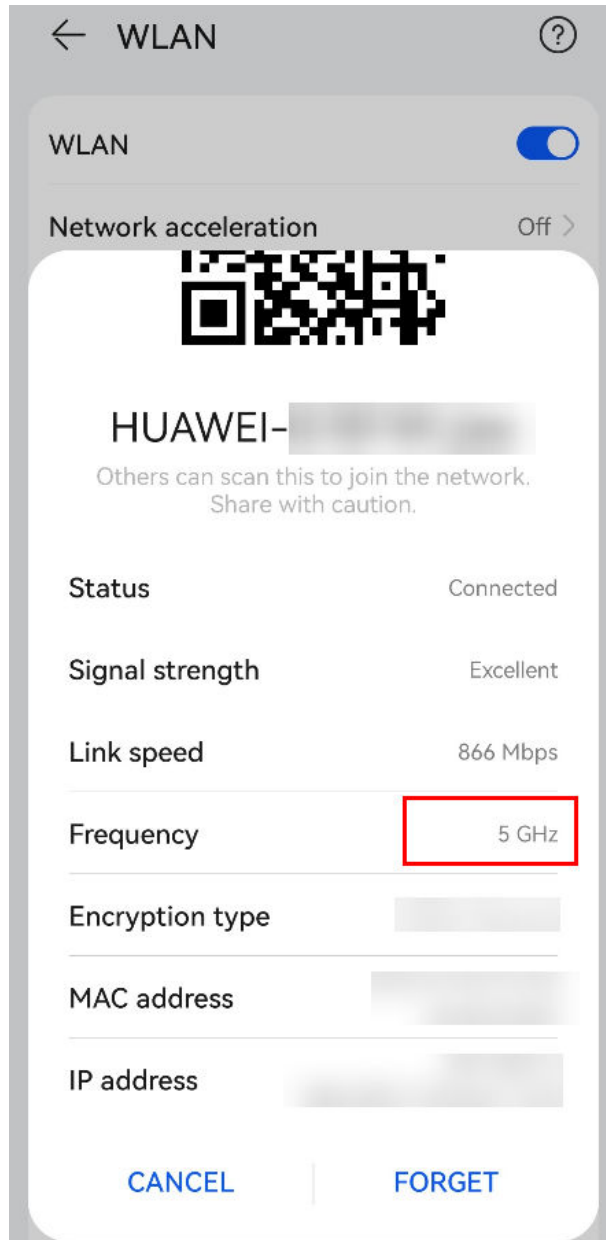 WLAN
WLAN
Network acceleration Off
HUAWEI-
Others can scan this to join the network.
Share with caution.
Status Connected
Signal strength Excellent
Link speed 866 Mbps
Frequency 5 GHz
Encryption type
MAC address
IP address
CANCEL FORGET